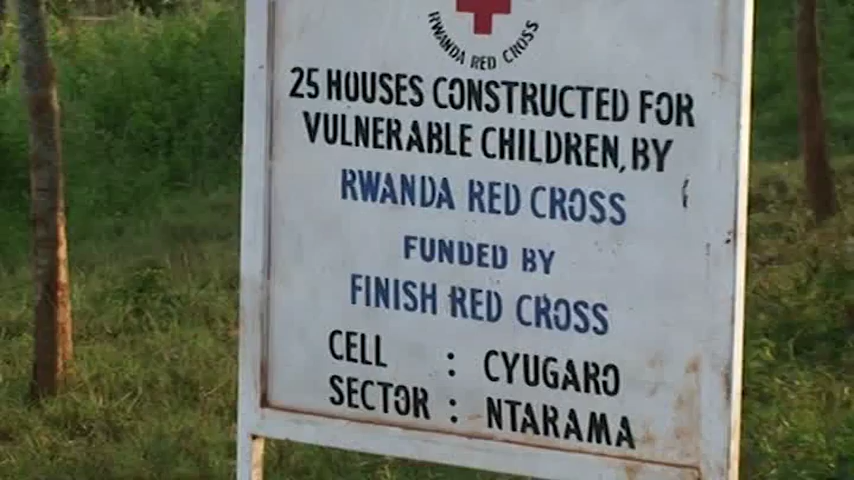 RWANDA RED CROSS
25 HOUSES CONSTRUCTED FOR
VULNERABLE CHILDREN, BY
RWANDA RED CROSS
FUNDED BY
FINISH RED CROSS
CELL : CYUGARO
SECTOR : NTARAMA